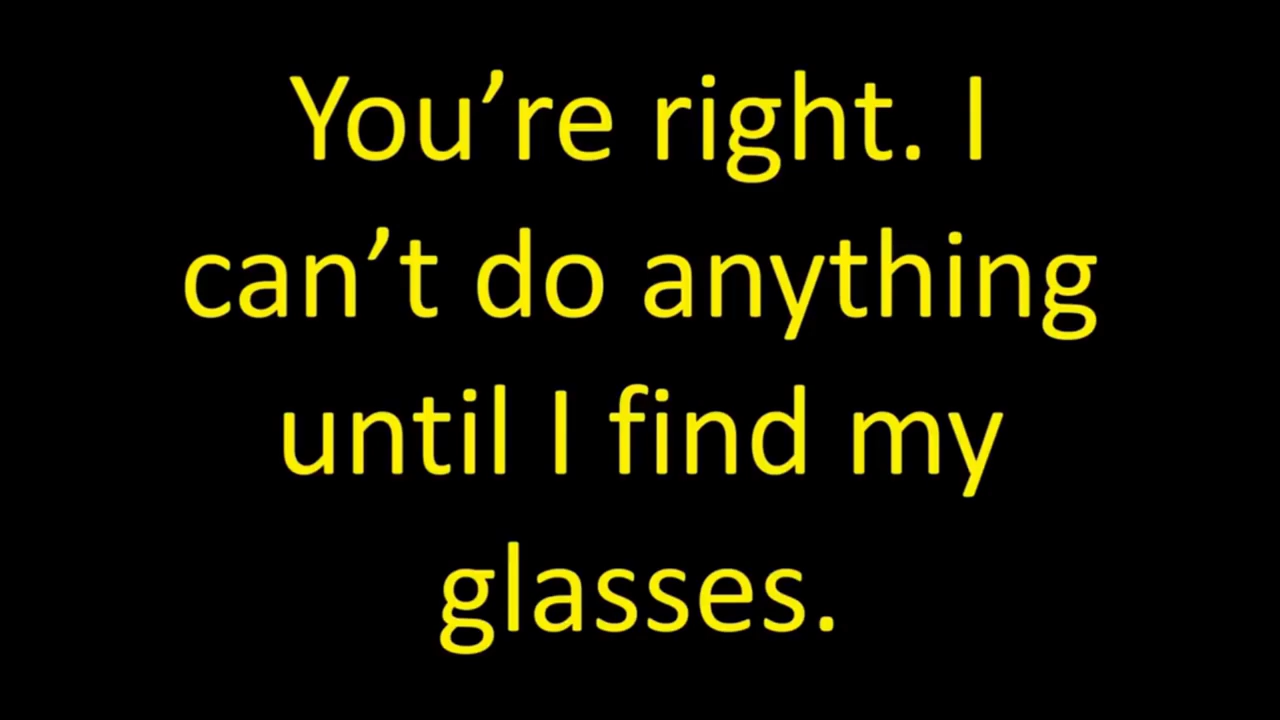 You’re right. I
can’t do anything
until I find my
glasses.